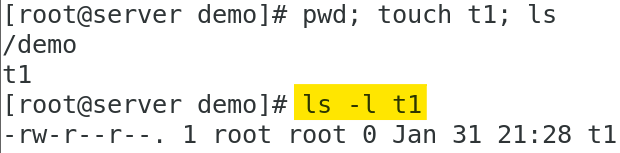 [root@server demo]# pwd; touch t1; ls
/demo
t1
[root@server demo]# ls -l t1
-rw-r--r--. 1 root root 0 Jan 31 21:28 t1